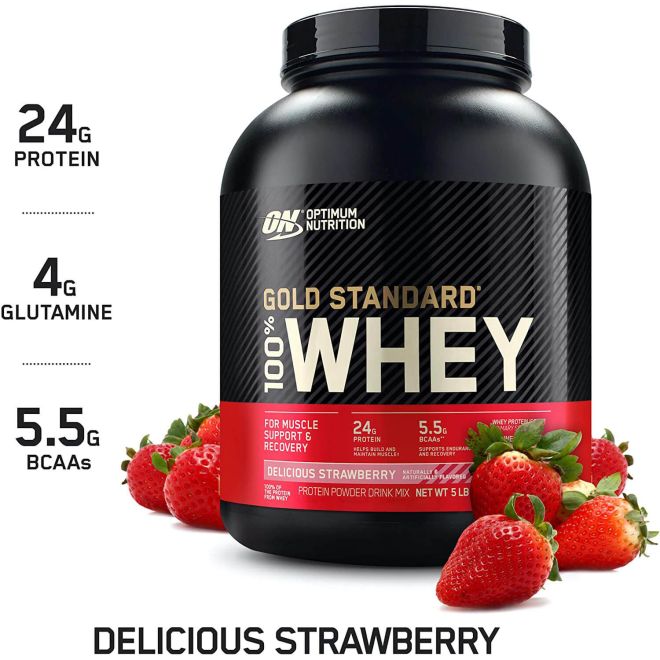 24G
PROTEIN
4G
GLUTAMINE
5.5G
BCAAs
ON® OPTIMUM
NUTRITION
GOLD STANDARD®
100% WHEY
FOR MUSCLE
SUPPORT &
RECOVERY
24G
PROTEIN
HELPS BUILD AND
MAINTAIN MUSCLE+
5.5G
BCAAs**
SUPPORTS ENDURANCE
AND RECOVERY
WHEY PROTEIN
DELICIOUS STRAWBERRY
NATURALLY &
ARTIFICIALLY FLAVORED
100% OF
THE PROTEIN
FROM WHEY
PROTEIN POWDER DRINK MIX NET WT 5 LB
DELICIOUS STRAWBERRY